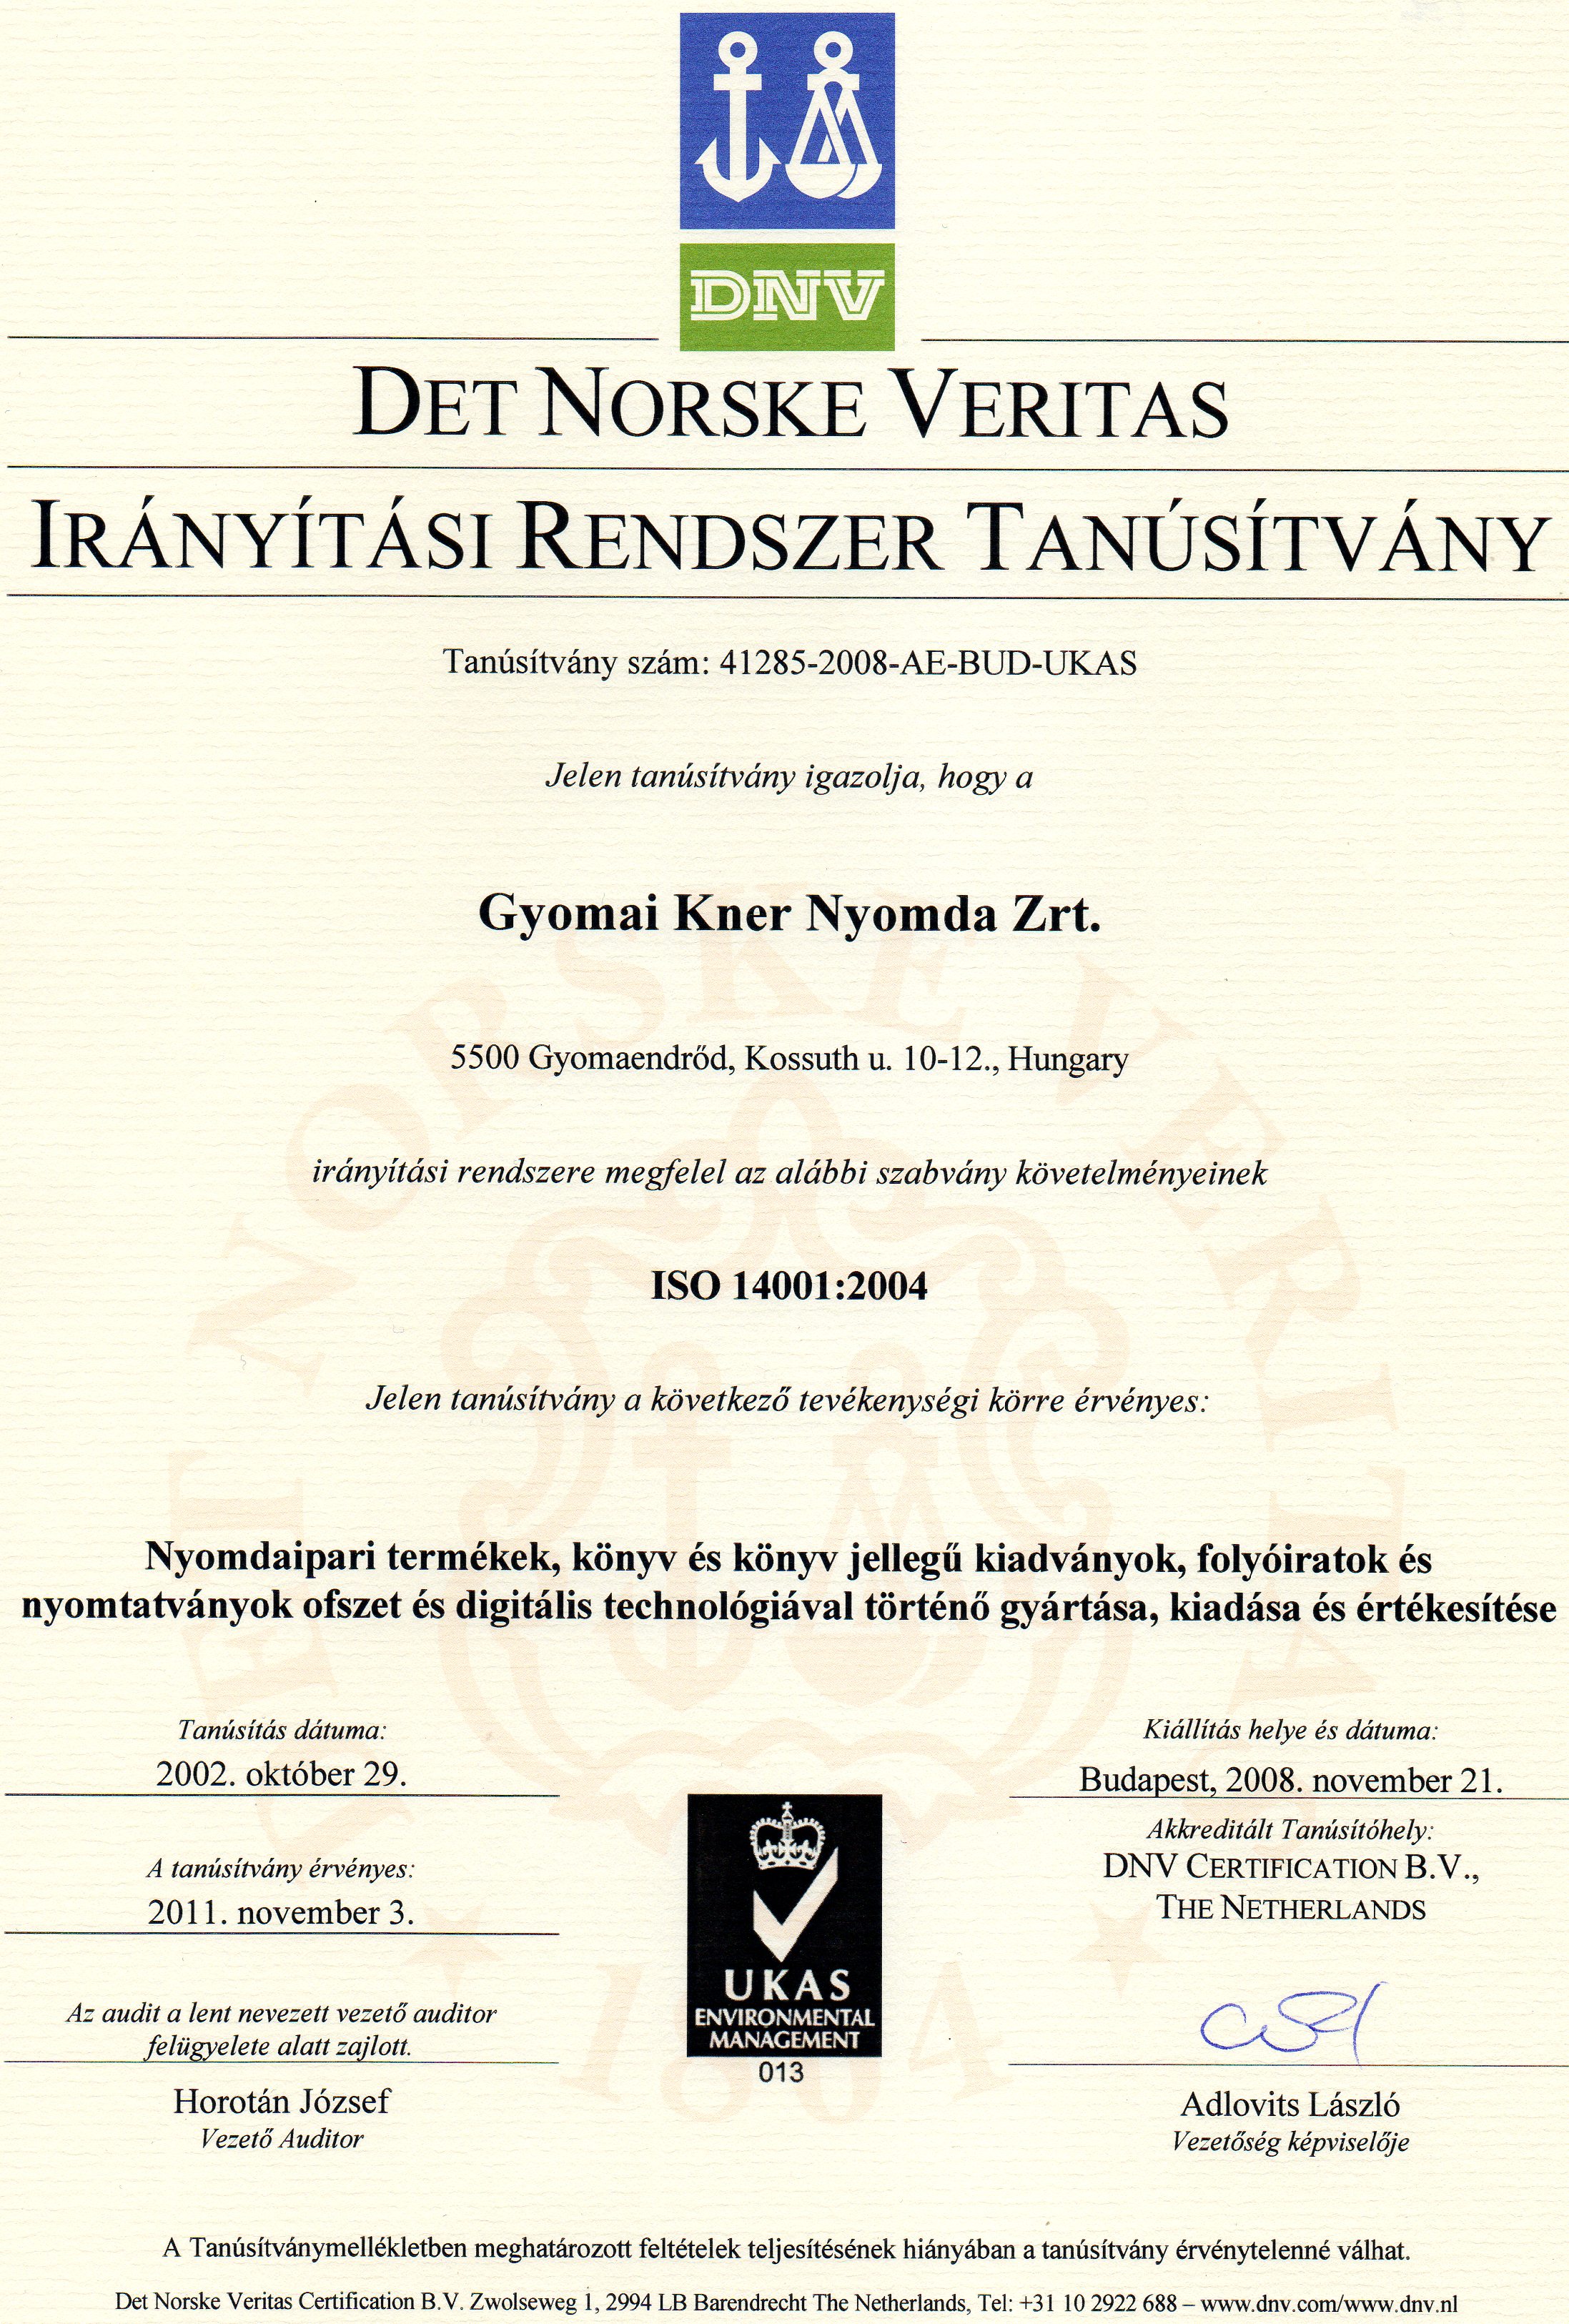 DNV
DET NORSKE VERITAS
IRÁNYÍTÁSI RENDSZER TANÚSÍTVÁNY
Tanúsítvány szám: 41285-2008-AE-BUD-UKAS
Jelen tanúsítvány igazolja, hogy a
Gyomai Kner Nyomda Zrt.
5500 Gyomaendrőd, Kossuth u. 10-12., Hungary
irányítási rendszere megfelel az alábbi szabvány követelményeinek
ISO 14001:2004
Jelen tanúsítvány a következő tevékenységi körre érvényes:
Nyomdaipari termékek, könyv és könyv jellegű kiadványok, folyóiratok és
nyomtatványok ofszet és digitális technológiával történő gyártása, kiadása és értékesítése
Tanúsítás dátuma:
2002. október 29.
A tanúsítvány érvényes:
2011. november 3.
Az audit a lent nevezett vezető auditor
felügyelete alatt zajlott.
Horotán József
Vezető Auditor
UKAS
ENVIRONMENTAL
MANAGEMENT
013
Kiállítás helye és dátuma:
Budapest, 2008. november 21.
Akkreditált Tanúsítóhely:
DNV CERTIFICATION B.V.,
THE NETHERLANDS
Adlovits László
Vezetőség képviselője
A Tanúsítványmellékletben meghatározott feltételek teljesítésének hiányában a tanúsítvány érvénytelenné válhat.
Det Norske Veritas Certification B.V. Zwolseweg 1, 2994 LB Barendrecht The Netherlands, Tel: +31 10 2922 688 – www.dnv.com/www.dnv.nl